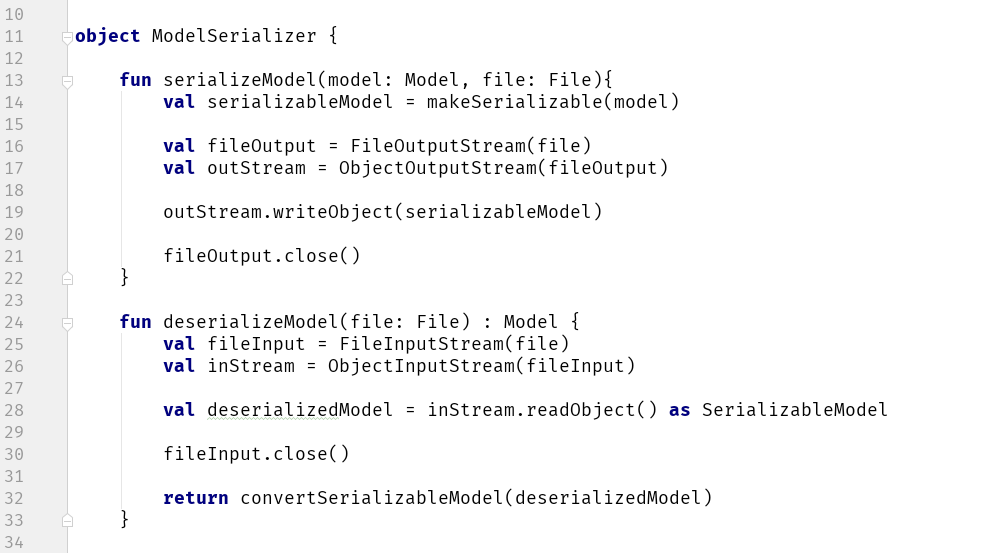 10
11 object ModelSerializer {
12
13 fun serializeModel(model: Model, file: File){
14 val serializableModel = makeSerializable(model)
15
16 val fileOutput = FileOutputStream(file)
17 val outStream = ObjectOutputStream(fileOutput)
18
19 outStream.writeObject(serializableModel)
20
21 fileOutput.close()
22 }
23
24 fun deserializeModel(file: File) : Model {
25 val fileInput = FileInputStream(file)
26 val inStream = ObjectInputStream(fileInput)
27
28 val deserializedModel = inStream.readObject() as SerializableModel
29
30 fileInput.close()
31
32 return convertSerializableModel(deserializedModel)
33 }
34